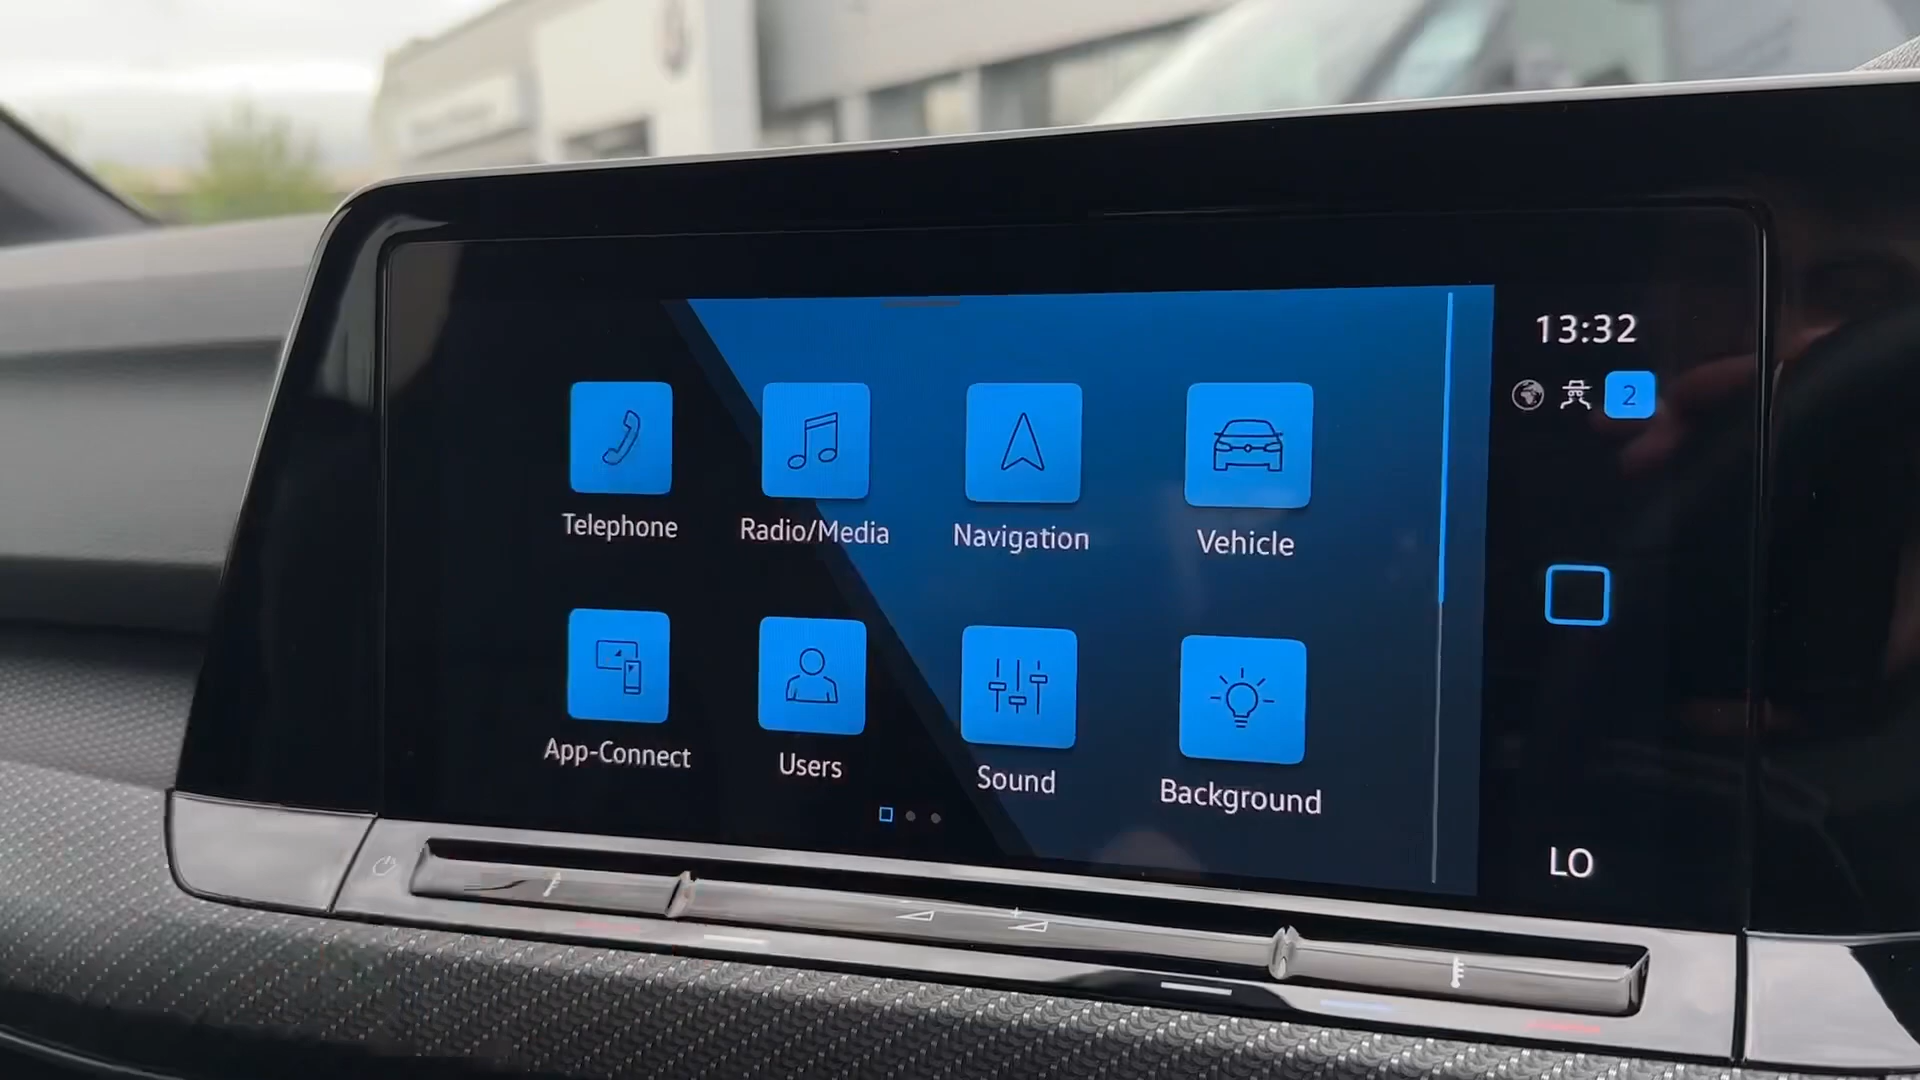 13:32
2
Telephone
Radio/Media
Navigation
Vehicle
App-Connect
Users
Sound
Background
LO